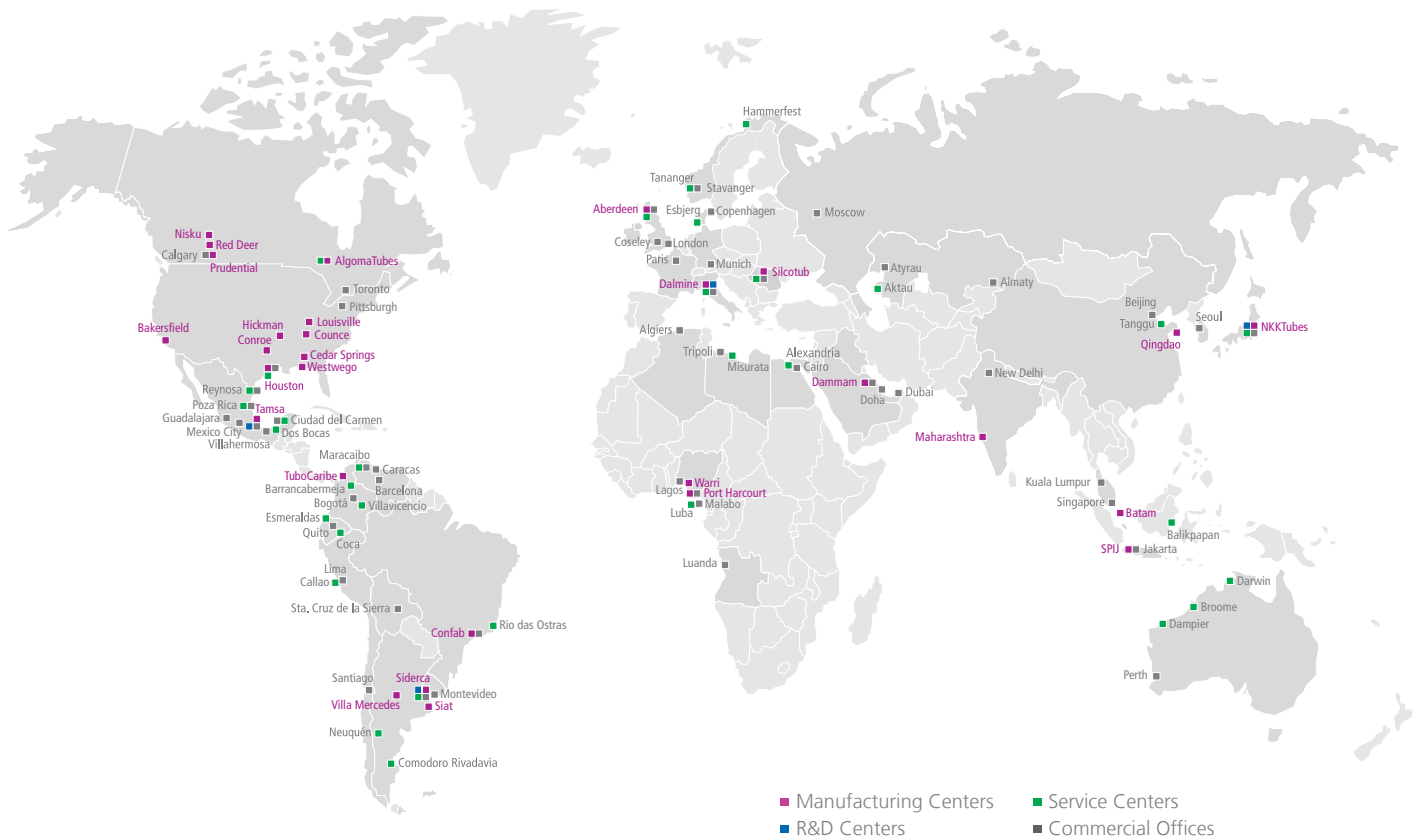 Hammerfest
Tananger
Stavanger
Aberdeen
Esbjerg
Copenhagen
Moscow
Nisku
Red Deer
Calgary
Prudential
AlgomaTubes
Coseley
London
Paris
Munich
Silcotub
Atyrau
Dalmine
Aktau
Almaty
Toronto
Pittsburgh
Beijing
Bakersfield
Hickman
Louisville
Conroe
Counce
Tanggu
Seoul
NKKTubes
Algiers
Qingdao
Cedar Springs
Westwego
Tripoli
Misurata
Alexandria
Cairo
New Delhi
Houston
Reynosa
Dammam
Doha
Dubai
Poza Rica
Tamsa
Guadalajara
Ciudad del Carmen
Mexico City
Dos Bocas
Villahermosa
Maharashtra
Maracaibo
Caracas
TuboCaribe
Barrancabermeja
Barcelona
Warri
Lagos
Port Harcourt
Kuala Lumpur
Bogotá
Villavicencio
Luba
Malabo
Singapore
Batam
Esmeraldas
Quito
Coca
Balikpapan
SPIJ
Jakarta
Lima
Callao
Luanda
Darwin
Sta. Cruz de la Sierra
Broome
Rio das Ostras
Dampier
Confab
Santiago
Siderca
Perth
Montevideo
Villa Mercedes
Siat
Neuquén
Comodoro Rivadavia
Manufacturing Centers
Service Centers
R&D Centers
Commercial Offices